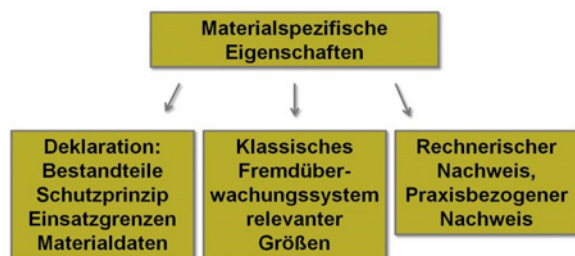 Materialspezifische
Eigenschaften
Deklaration:
Bestandteile
Schutzprinzip
Einsatzgrenzen
Materialdaten
Klassisches
Fremdüber-
wachungssystem
relevanter
Größen
Rechnerischer
Nachweis,
Praxisbezogener
Nachweis